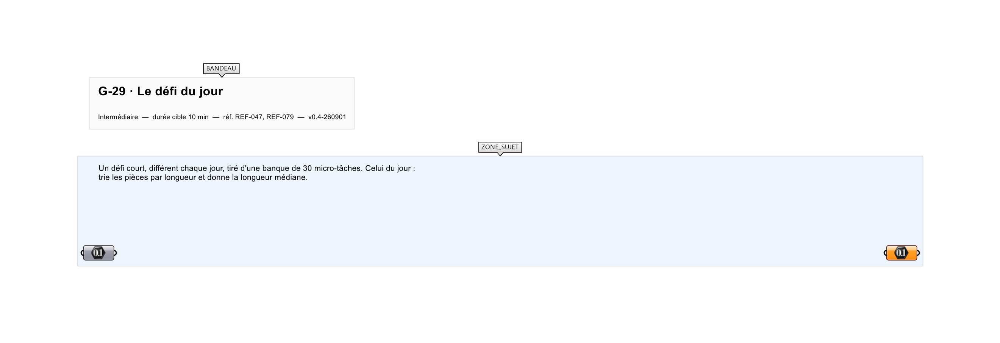 BANDEAU
G-29 · Le défi du jour
Intermédiaire — durée cible 10 min — réf. REF-047, REF-079 — v0.4-260901
ZONE_SUJET
Un défi court, différent chaque jour, tiré d'une banque de 30 micro-tâches. Celui du jour :
trie les pièces par longueur et donne la longueur médiane.
0.1
0.1